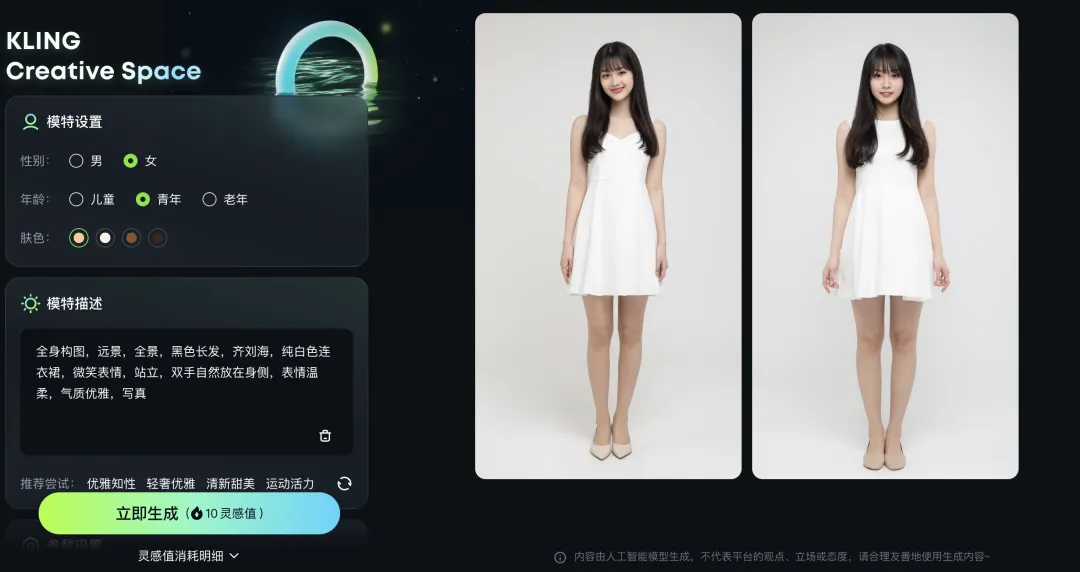 KLING
Creative Space
模特设置
性别： 男 女
年龄： 儿童 青年 老年
肤色：
模特描述
全身构图，远景，全景，黑色长发，齐刘海，纯白色连
衣裙，微笑表情，站立，双手自然放在身侧，表情温
柔，气质优雅，写真
推荐尝试： 优雅知性 轻奢优雅 清新甜美 运动活力
立即生成（10 灵感值）
参数设置
灵感值消耗明细
内容由人工智能模型生成，不代表平台的观点、立场或态度，请合理友善地使用生成内容~